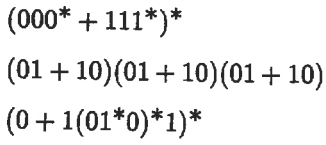 (000* + 111*)*
(01 + 10)(01 + 10)(01 + 10)
(0 + 1(01*0)*1)*